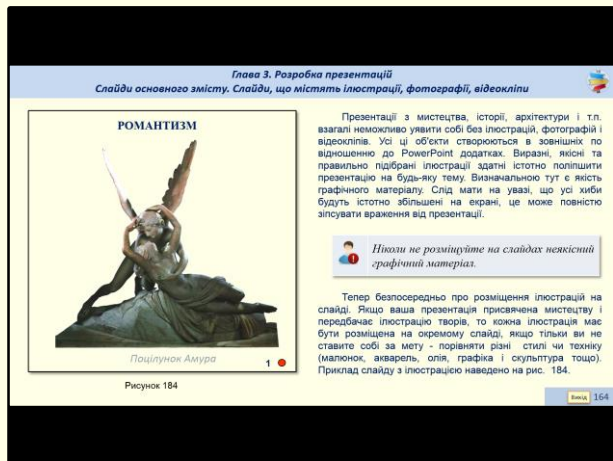 Глава 3. Розробка презентацій
Слайди основного змісту. Слайди, що містять ілюстрації, фотографії, відеокліпи
РОМАНТИЗМ
Поцілунок Амура
1
Рисунок 184
Презентації з мистецтва, історії, архітектури і т.п.
взагалі неможливо уявити собі без ілюстрацій, фотографій і
відеокліпів. Усі ці об'єкти створюються в зовнішніх по
відношенню до PowerPoint додатках. Виразні, якісні та
правильно підібрані ілюстрації здатні істотно поліпшити
презентацію на будь-яку тему. Визначальною тут є якість
графічного матеріалу. Слід мати на увазі, що усі хиби
будуть істотно збільшені на екрані, це може повністю
зіпсувати враження від презентації.
Ніколи не розміщуйте на слайдах неякісний
графічний матеріал.
Тепер безпосередньо про розміщення ілюстрацій на
слайді. Якщо ваша презентація присвячена мистецтву і
передбачає ілюстрацію творів, то кожна ілюстрація має
бути розміщена на окремому слайді, якщо тільки ви не
ставите собі за мету - порівняти різні стилі чи техніку
(малюнок, акварель, олія, графіка і скульптура тощо).
Приклад слайду з ілюстрацією наведено на рис. 184.
Вихід 164